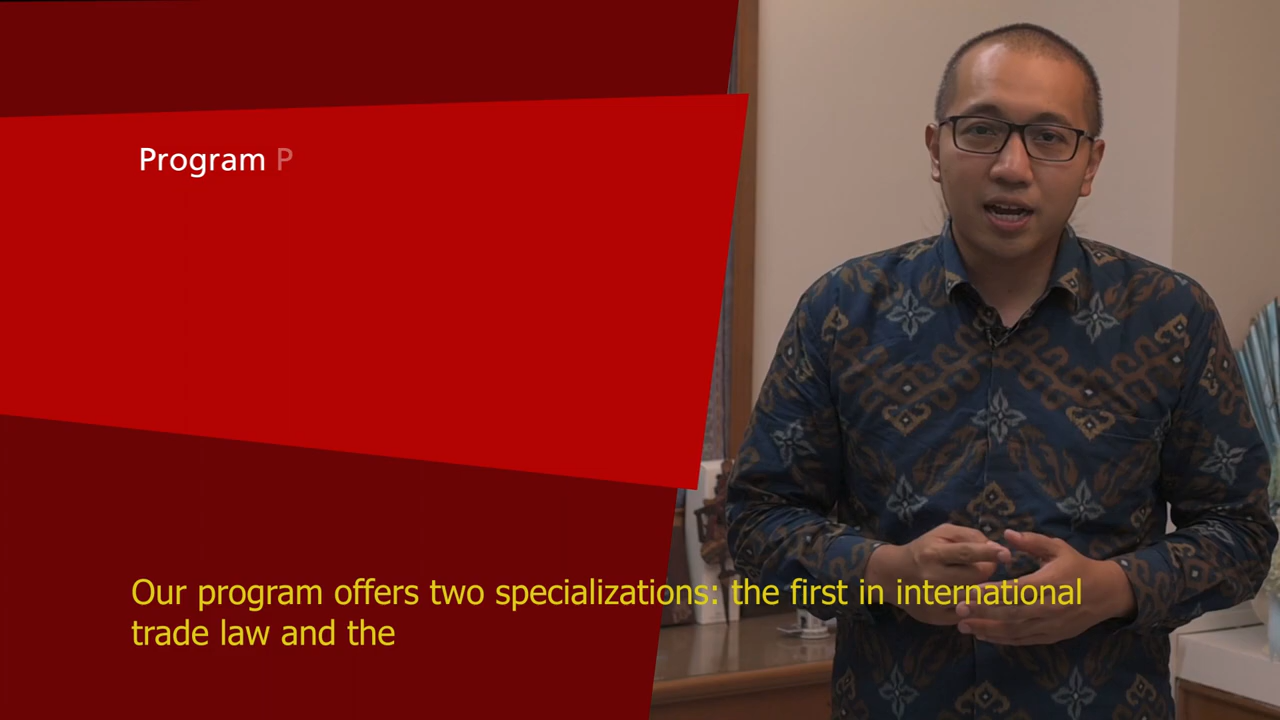 Program P
Our program offers two specializations: the first in international
trade law and the